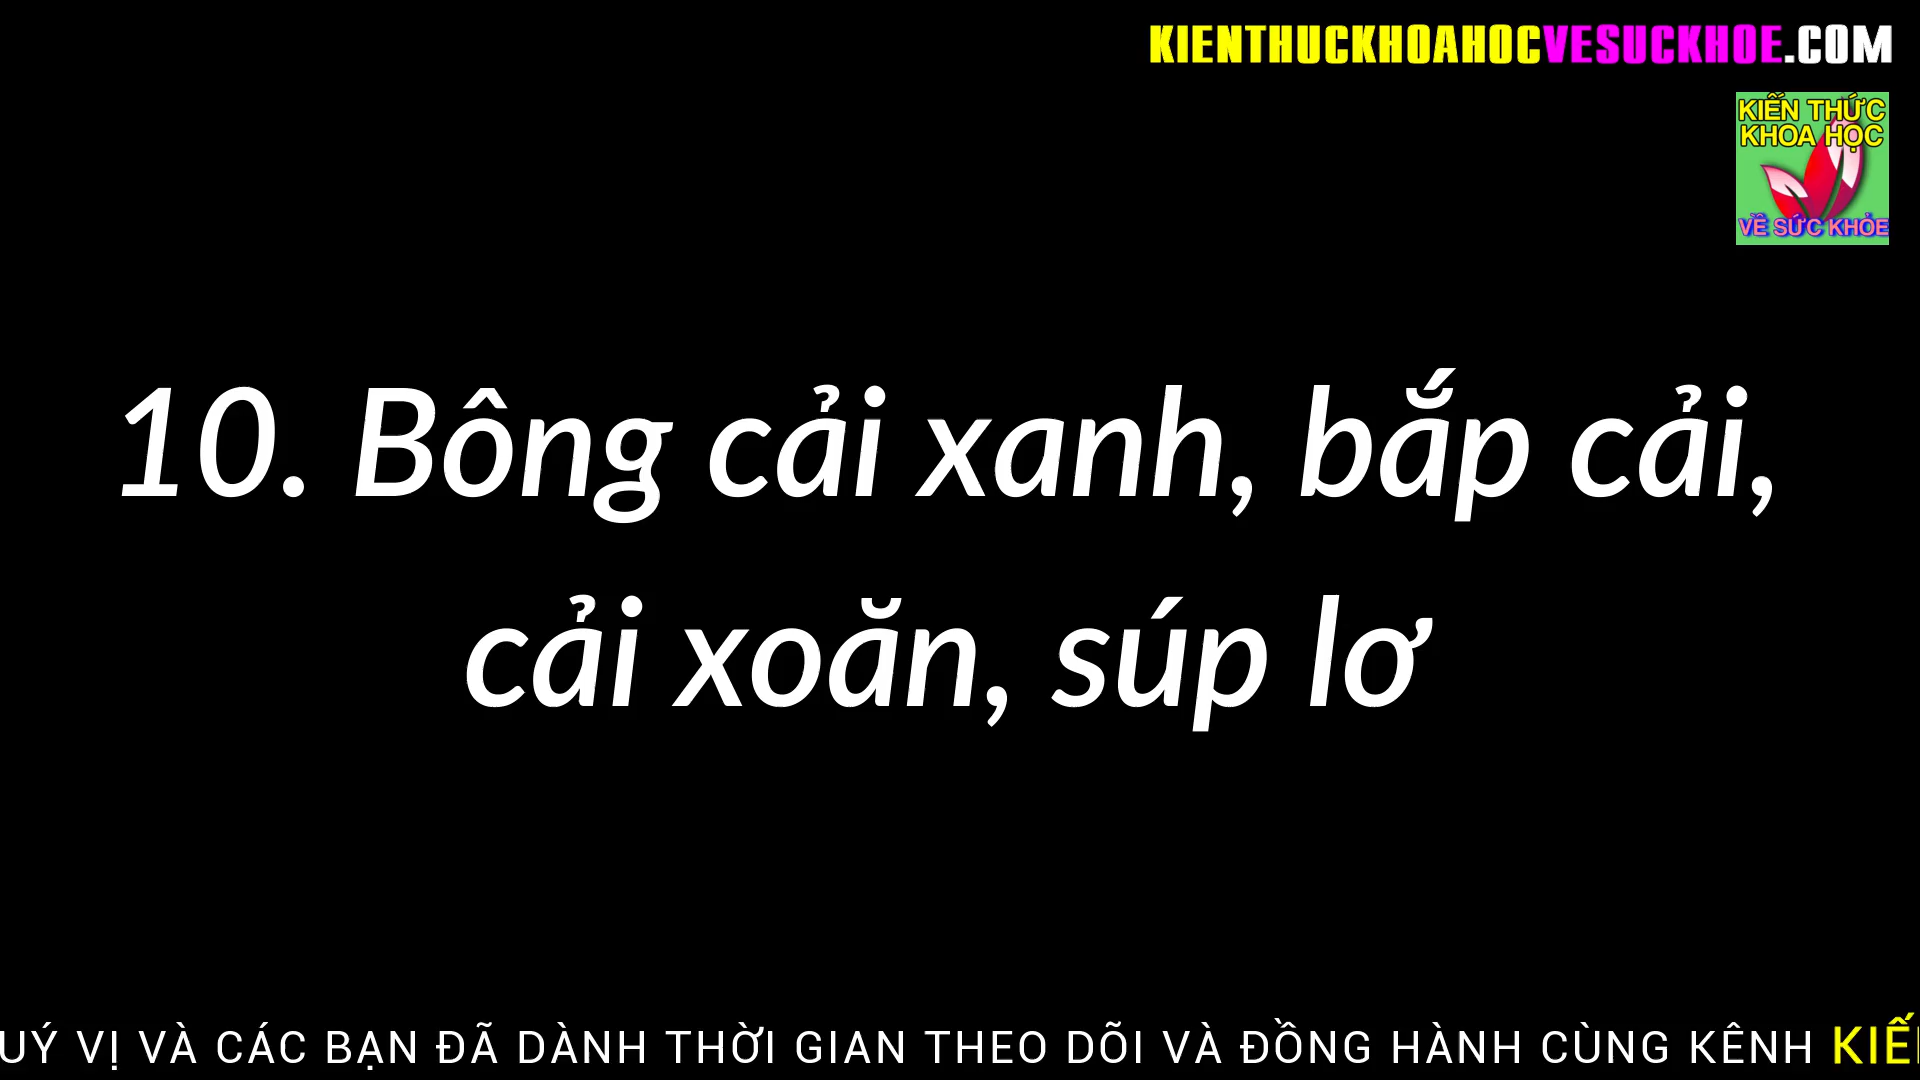 KIENTHUCKHOAHOCVESUCKHOE.COM
KIẾN THỨC
KHOA HỌC
VỀ SỨC KHỎE
10. Bông cải xanh, bắp cải,
cải xoăn, súp lơ
UÝ VỊ VÀ CÁC BẠN ĐÃ DÀNH THỜI GIAN THEO DÕI VÀ ĐỒNG HÀNH CÙNG KÊNH KIẾ